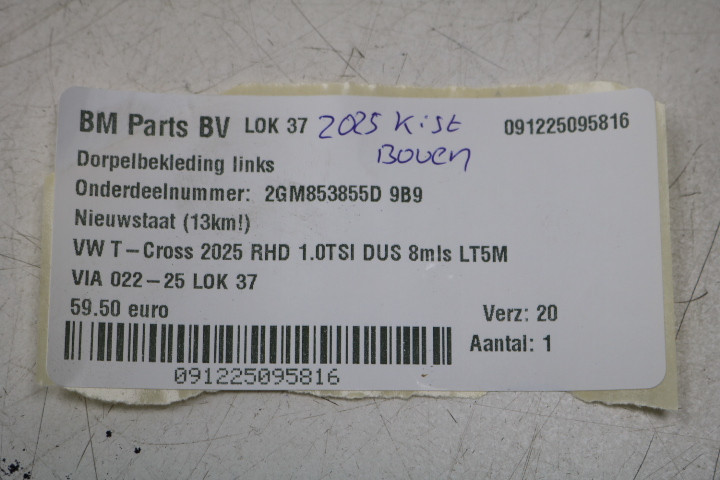 BM Parts BV LOK 37 2025 Kist 091225095816
Boven
Dorpelbekleding links
Onderdeelnummer: 2GM853855D 9B9
Nieuwstaat (13km!)
VW T-Cross 2025 RHD 1.0TSI DUS 8mls LT5M
VIA 022-25 LOK 37
59.50 euro Verz: 20
Aantal: 1
091225095816